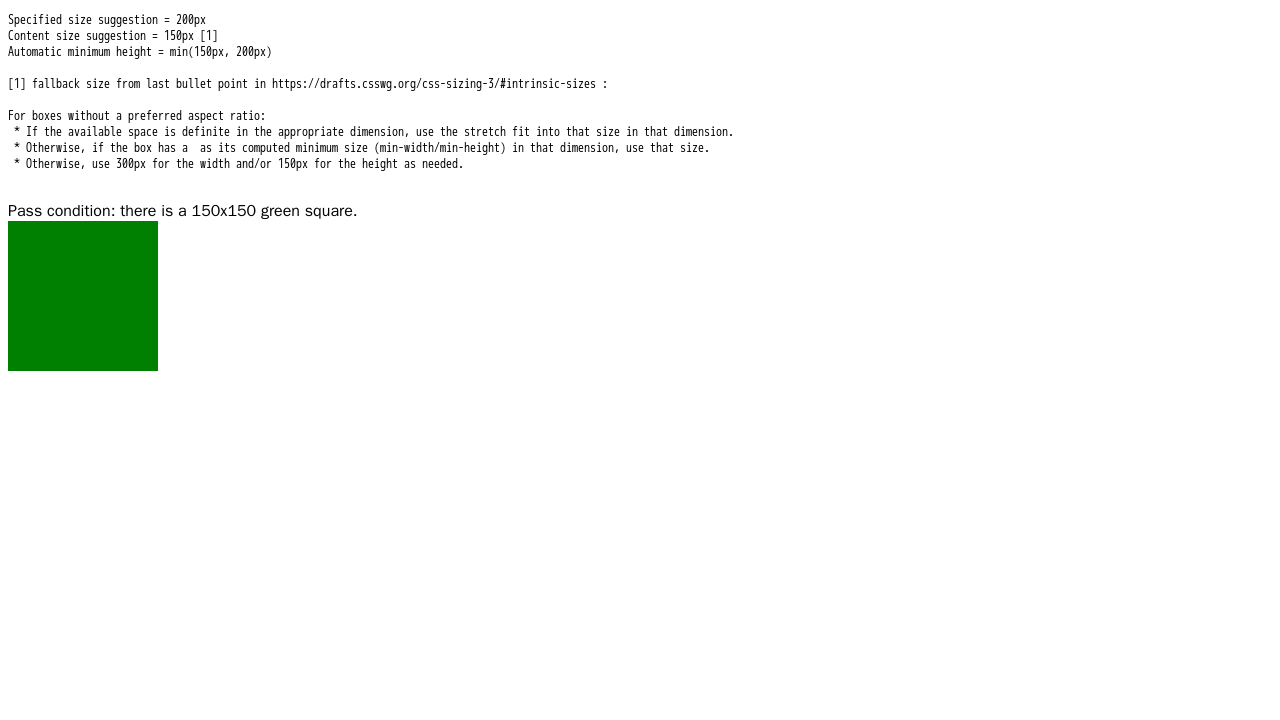 Specified size suggestion = 200px
Content size suggestion = 150px [1]
Automatic minimum height = min(150px, 200px)
[1] fallback size from last bullet point in https://drafts.csswg.org/css-sizing-3/#intrinsic-sizes :
For boxes without a preferred aspect ratio:
* If the available space is definite in the appropriate dimension, use the stretch fit into that size in that dimension.
* Otherwise, if the box has a  as its computed minimum size (min-width/min-height) in that dimension, use that size.
* Otherwise, use 300px for the width and/or 150px for the height as needed.
Pass condition: there is a 150x150 green square.